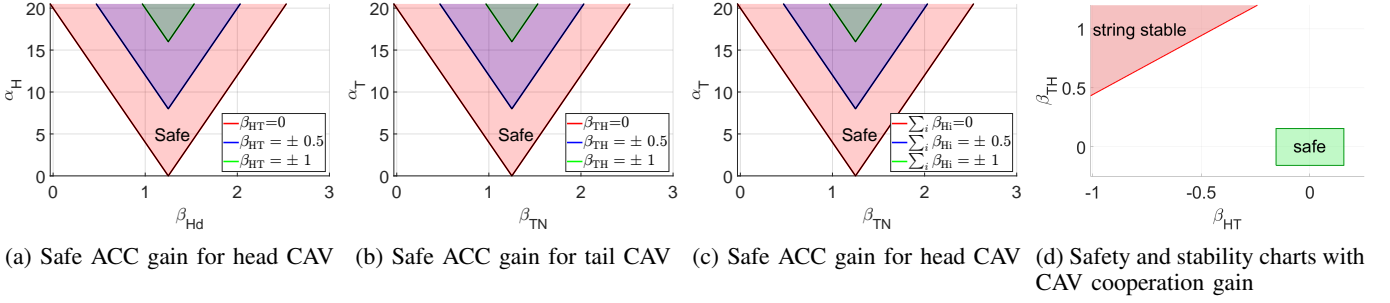 α_H
20
15
10
5
0
Safe
β_HT=0
β_HT = ± 0.5
β_HT = ± 1
0 1 2 3
β_Hd
(a) Safe ACC gain for head CAV
α_T
20
15
10
5
0
Safe
β_TH=0
β_TH = ± 0.5
β_TH = ± 1
0 1 2 3
β_TN
(b) Safe ACC gain for tail CAV
α_T
20
15
10
5
0
Safe
∑_i β_Hi=0
∑_i β_Hi = ± 0.5
∑_i β_Hi = ± 1
0 1 2 3
β_TN
(c) Safe ACC gain for head CAV
β_TH
1
0.5
0
string stable
safe
-1 -0.5 0
β_HT
(d) Safety and stability charts with
CAV cooperation gain